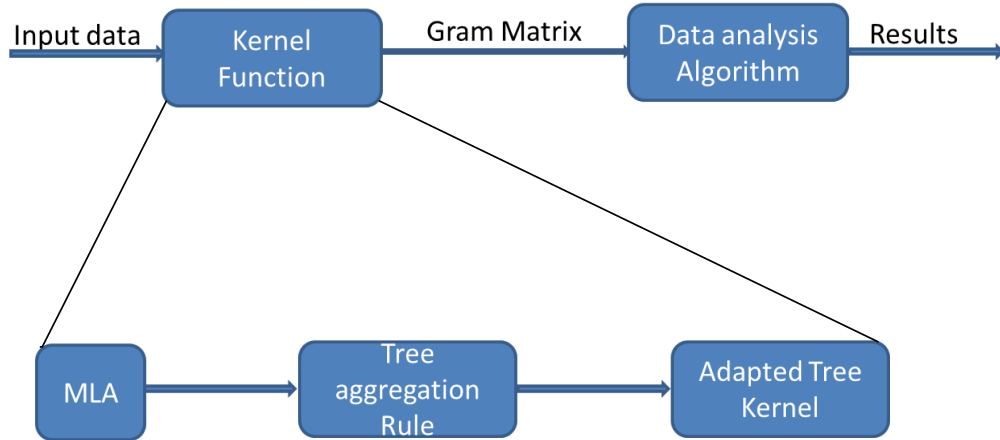 Input data
Kernel
Function
Gram Matrix
Data analysis
Algorithm
Results
MLA
Tree
aggregation
Rule
Adapted Tree
Kernel